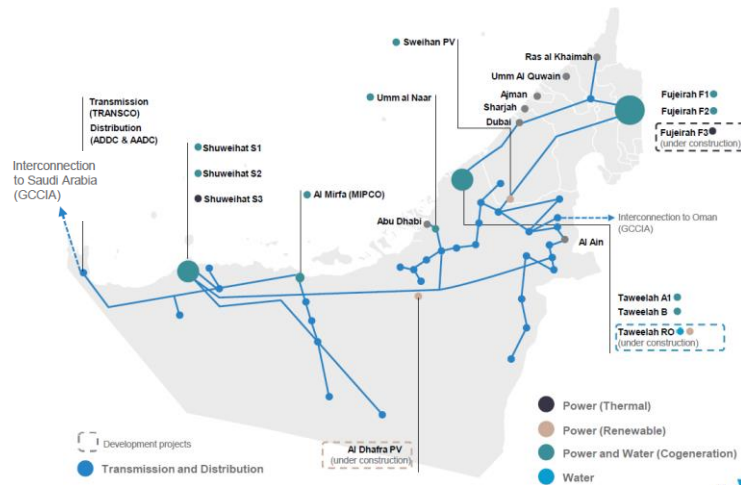 Sweihan PV
Ras al Khaimah
Umm Al Quwain
Ajman
Sharjah
Dubai
Fujeirah F1
Fujeirah F2
Fujeirah F3
(under construction)
Umm al Naar
Transmission
(TRANSCO)
Distribution
(ADDC & AADC)
Interconnection
to Saudi Arabia
(GCCIA)
Shuweihat S1
Shuweihat S2
Shuweihat S3
Al Mirfa (MIPCO)
Abu Dhabi
Interconnection to Oman
(GCCIA)
Al Ain
Taweelah A1
Taweelah B
Taweelah RO
(under construction)
Al Dhafra PV
(under construction)
Development projects
Transmission and Distribution
Power (Thermal)
Power (Renewable)
Power and Water (Cogeneration)
Water